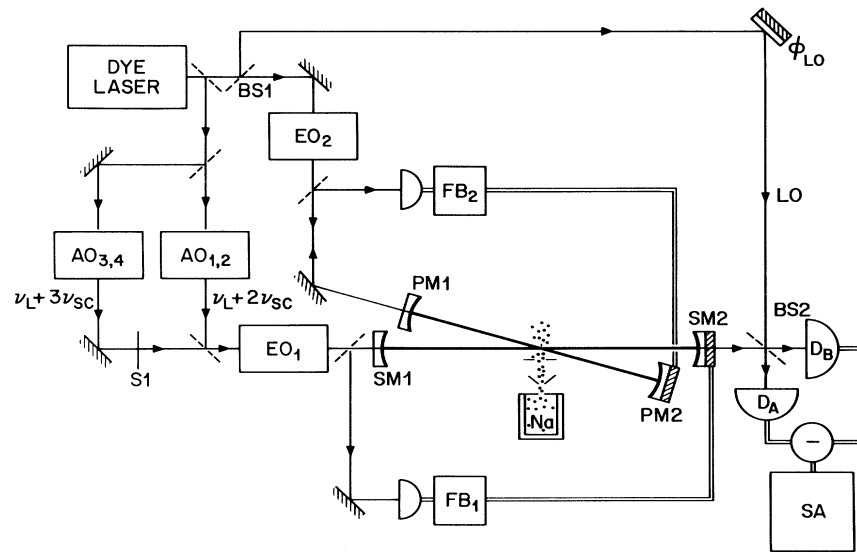 DYE
LASER
BS1
ϕLO
EO₂
FB₂
LO
AO₃,₄
AO₁,₂
νL+3νSC
νL+2νSC
PM1
SM2
BS2
EO₁
DB
S1
SM1
PM2
DA
Na
FB₁
−
SA